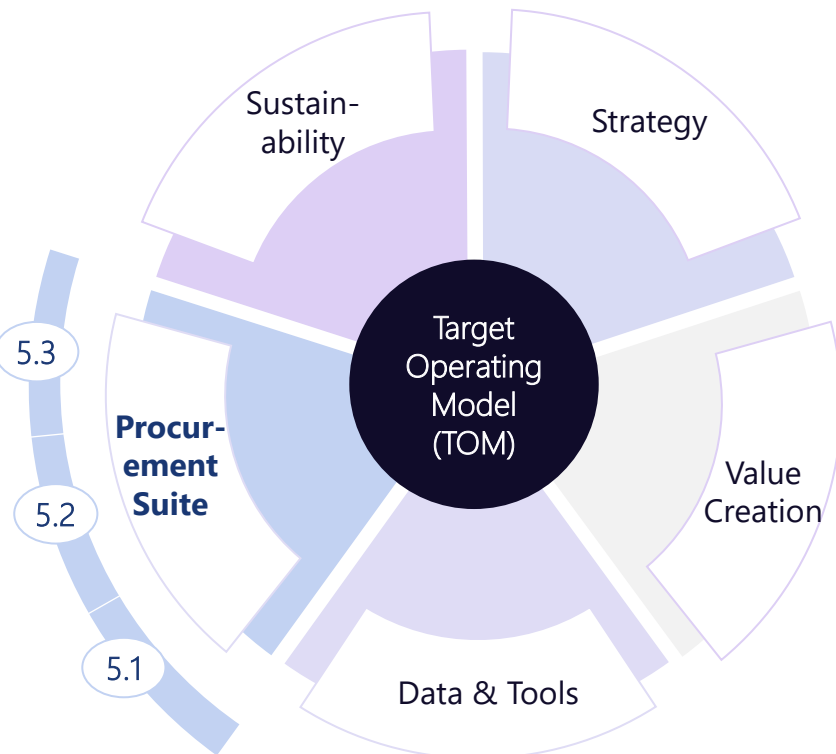 Sustain-
ability
Strategy
Target
Operating
Model
(TOM)
5.3
Procur-
ement
Suite
5.2
Value
Creation
5.1
Data & Tools